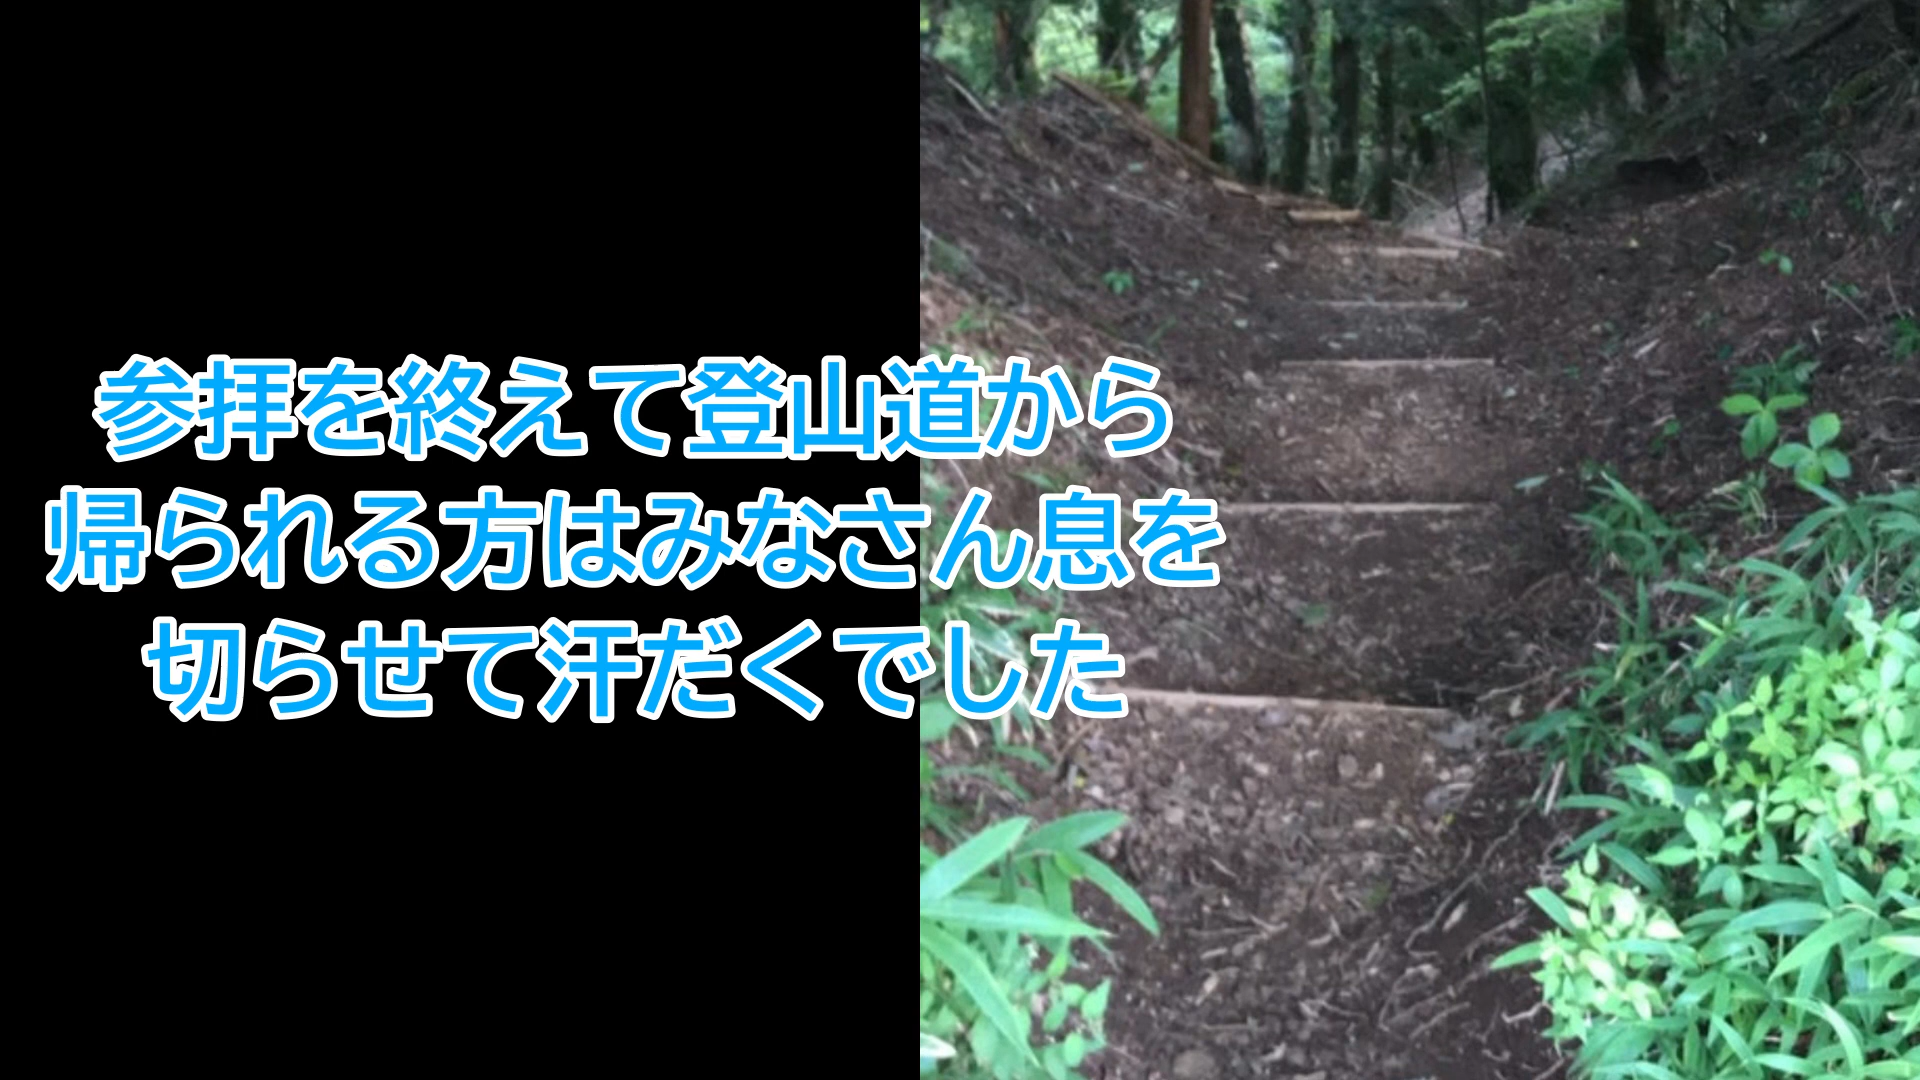 参拝を終えて登山道から
帰られる方はみなさん息を
切らせて汗だくでした